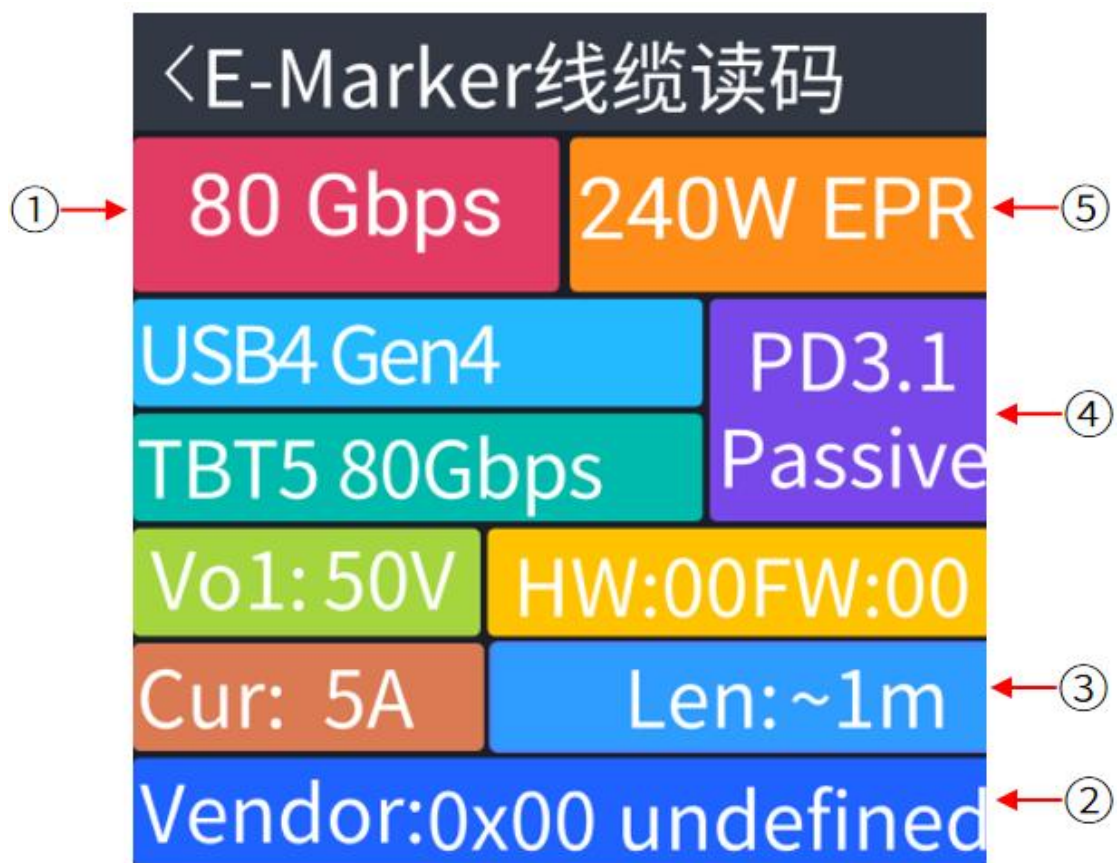 <E-Marker线缆读码
① 80 Gbps 240W EPR ⑤
USB4 Gen4
PD3.1
Passive
④
TBT5 80Gbps
Vo1: 50V HW:00FW:00
Cur: 5A Len:~1m ③
Vendor:0x00 undefined ②